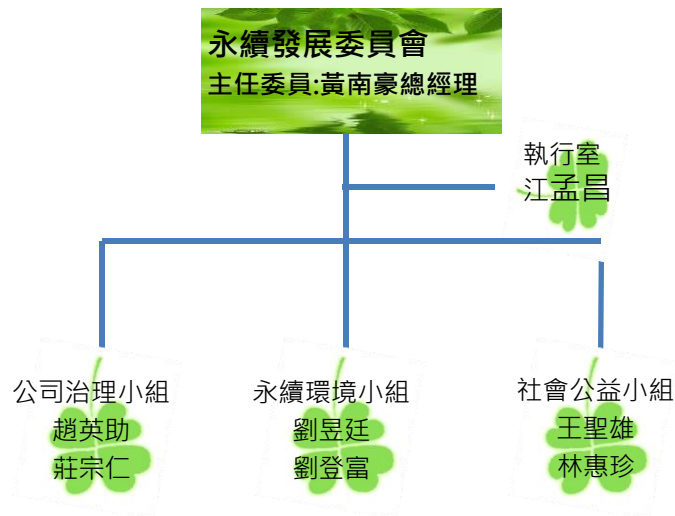 永續發展委員會
主任委員:黃南豪總經理
執行室
江孟昌
公司治理小組
趙英助
莊宗仁
永續環境小組
劉昱廷
劉登富
社會公益小組
王聖雄
林惠珍